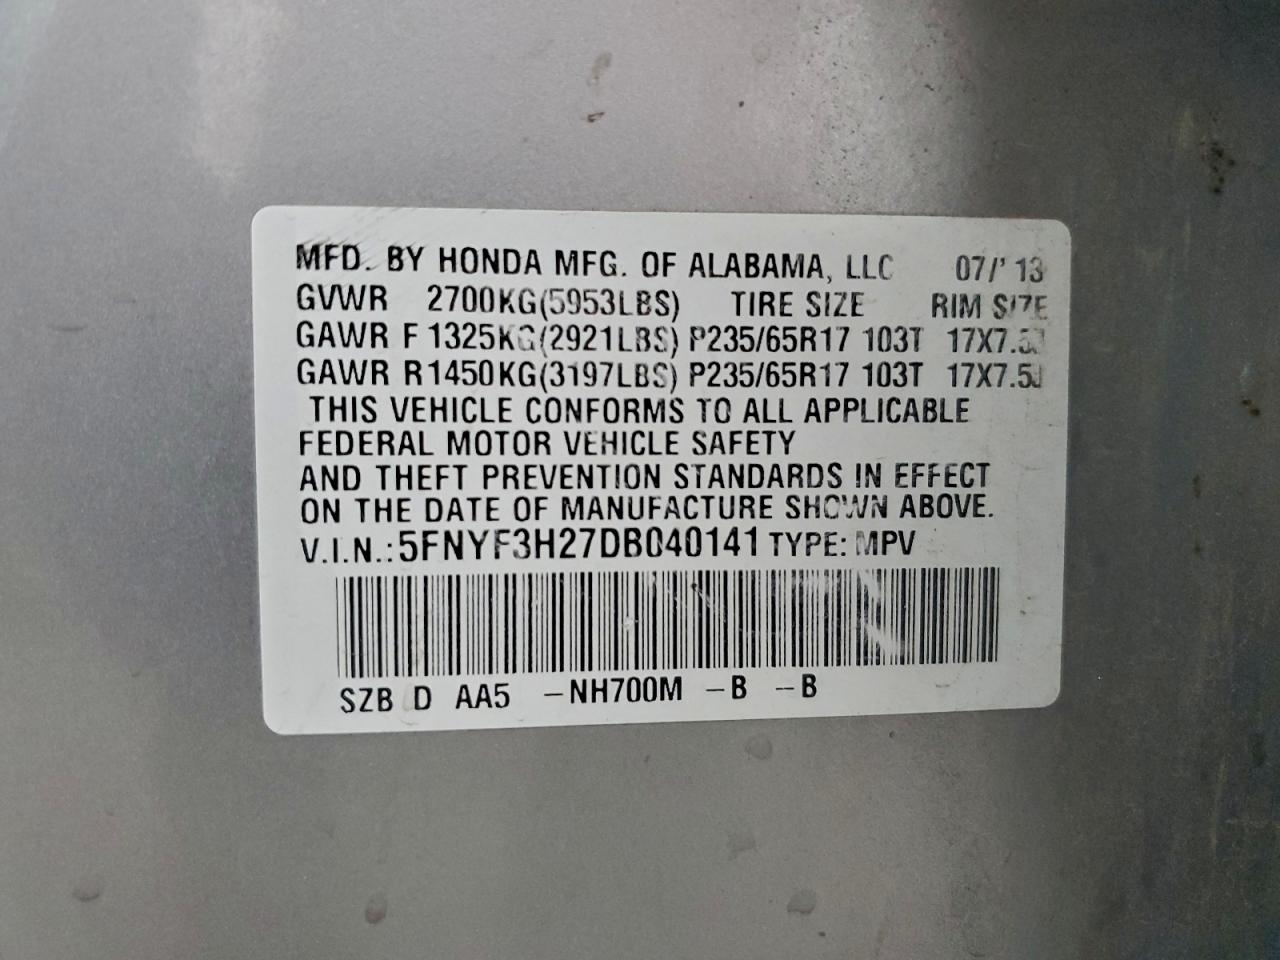 MFD. BY HONDA MFG. OF ALABAMA, LLC 07/'13
GVWR 2700KG(5953LBS) TIRE SIZE RIM SIZE
GAWR F 1325KG(2921LBS) P235/65R17 103T 17X7.5J
GAWR R1450KG(3197LBS) P235/65R17 103T 17X7.5J
THIS VEHICLE CONFORMS TO ALL APPLICABLE
FEDERAL MOTOR VEHICLE SAFETY
AND THEFT PREVENTION STANDARDS IN EFFECT
ON THE DATE OF MANUFACTURE SHOWN ABOVE.
V.I.N.:5FNYF3H27DB040141 TYPE: MPV
SZB D AA5 -NH700M -B -B